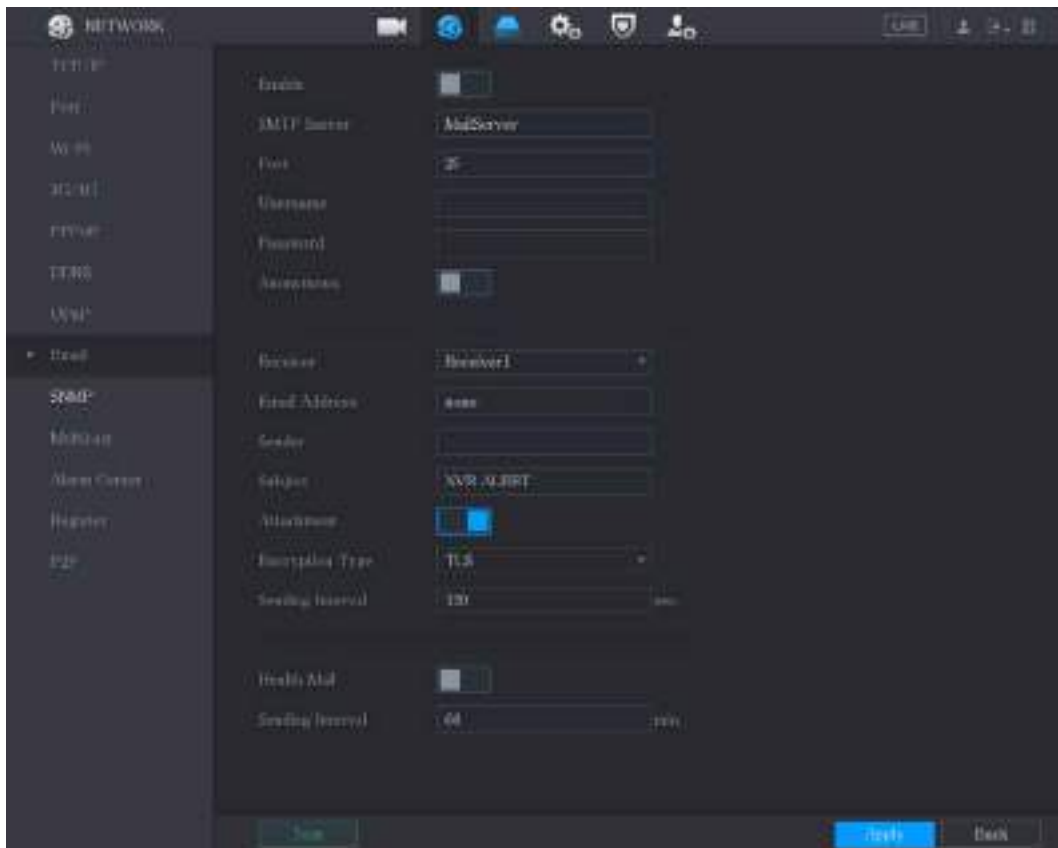 NETWORK
LIVE
TCP/IP
Port
Wi-Fi
3G/4G
PPPoE
DDNS
UPnP
Email
SNMP
Multicast
Alarm Center
Register
P2P
Enable
SMTP Server MailServer
Port 25
Username
Password
Anonymous
Receiver Receiver1
Email Address none
Sender
Subject NVR ALERT
Attachment
Encryption Type TLS
Sending Interval 120 sec.
Health Mail
Sending Interval 60 min.
Test
Apply
Back